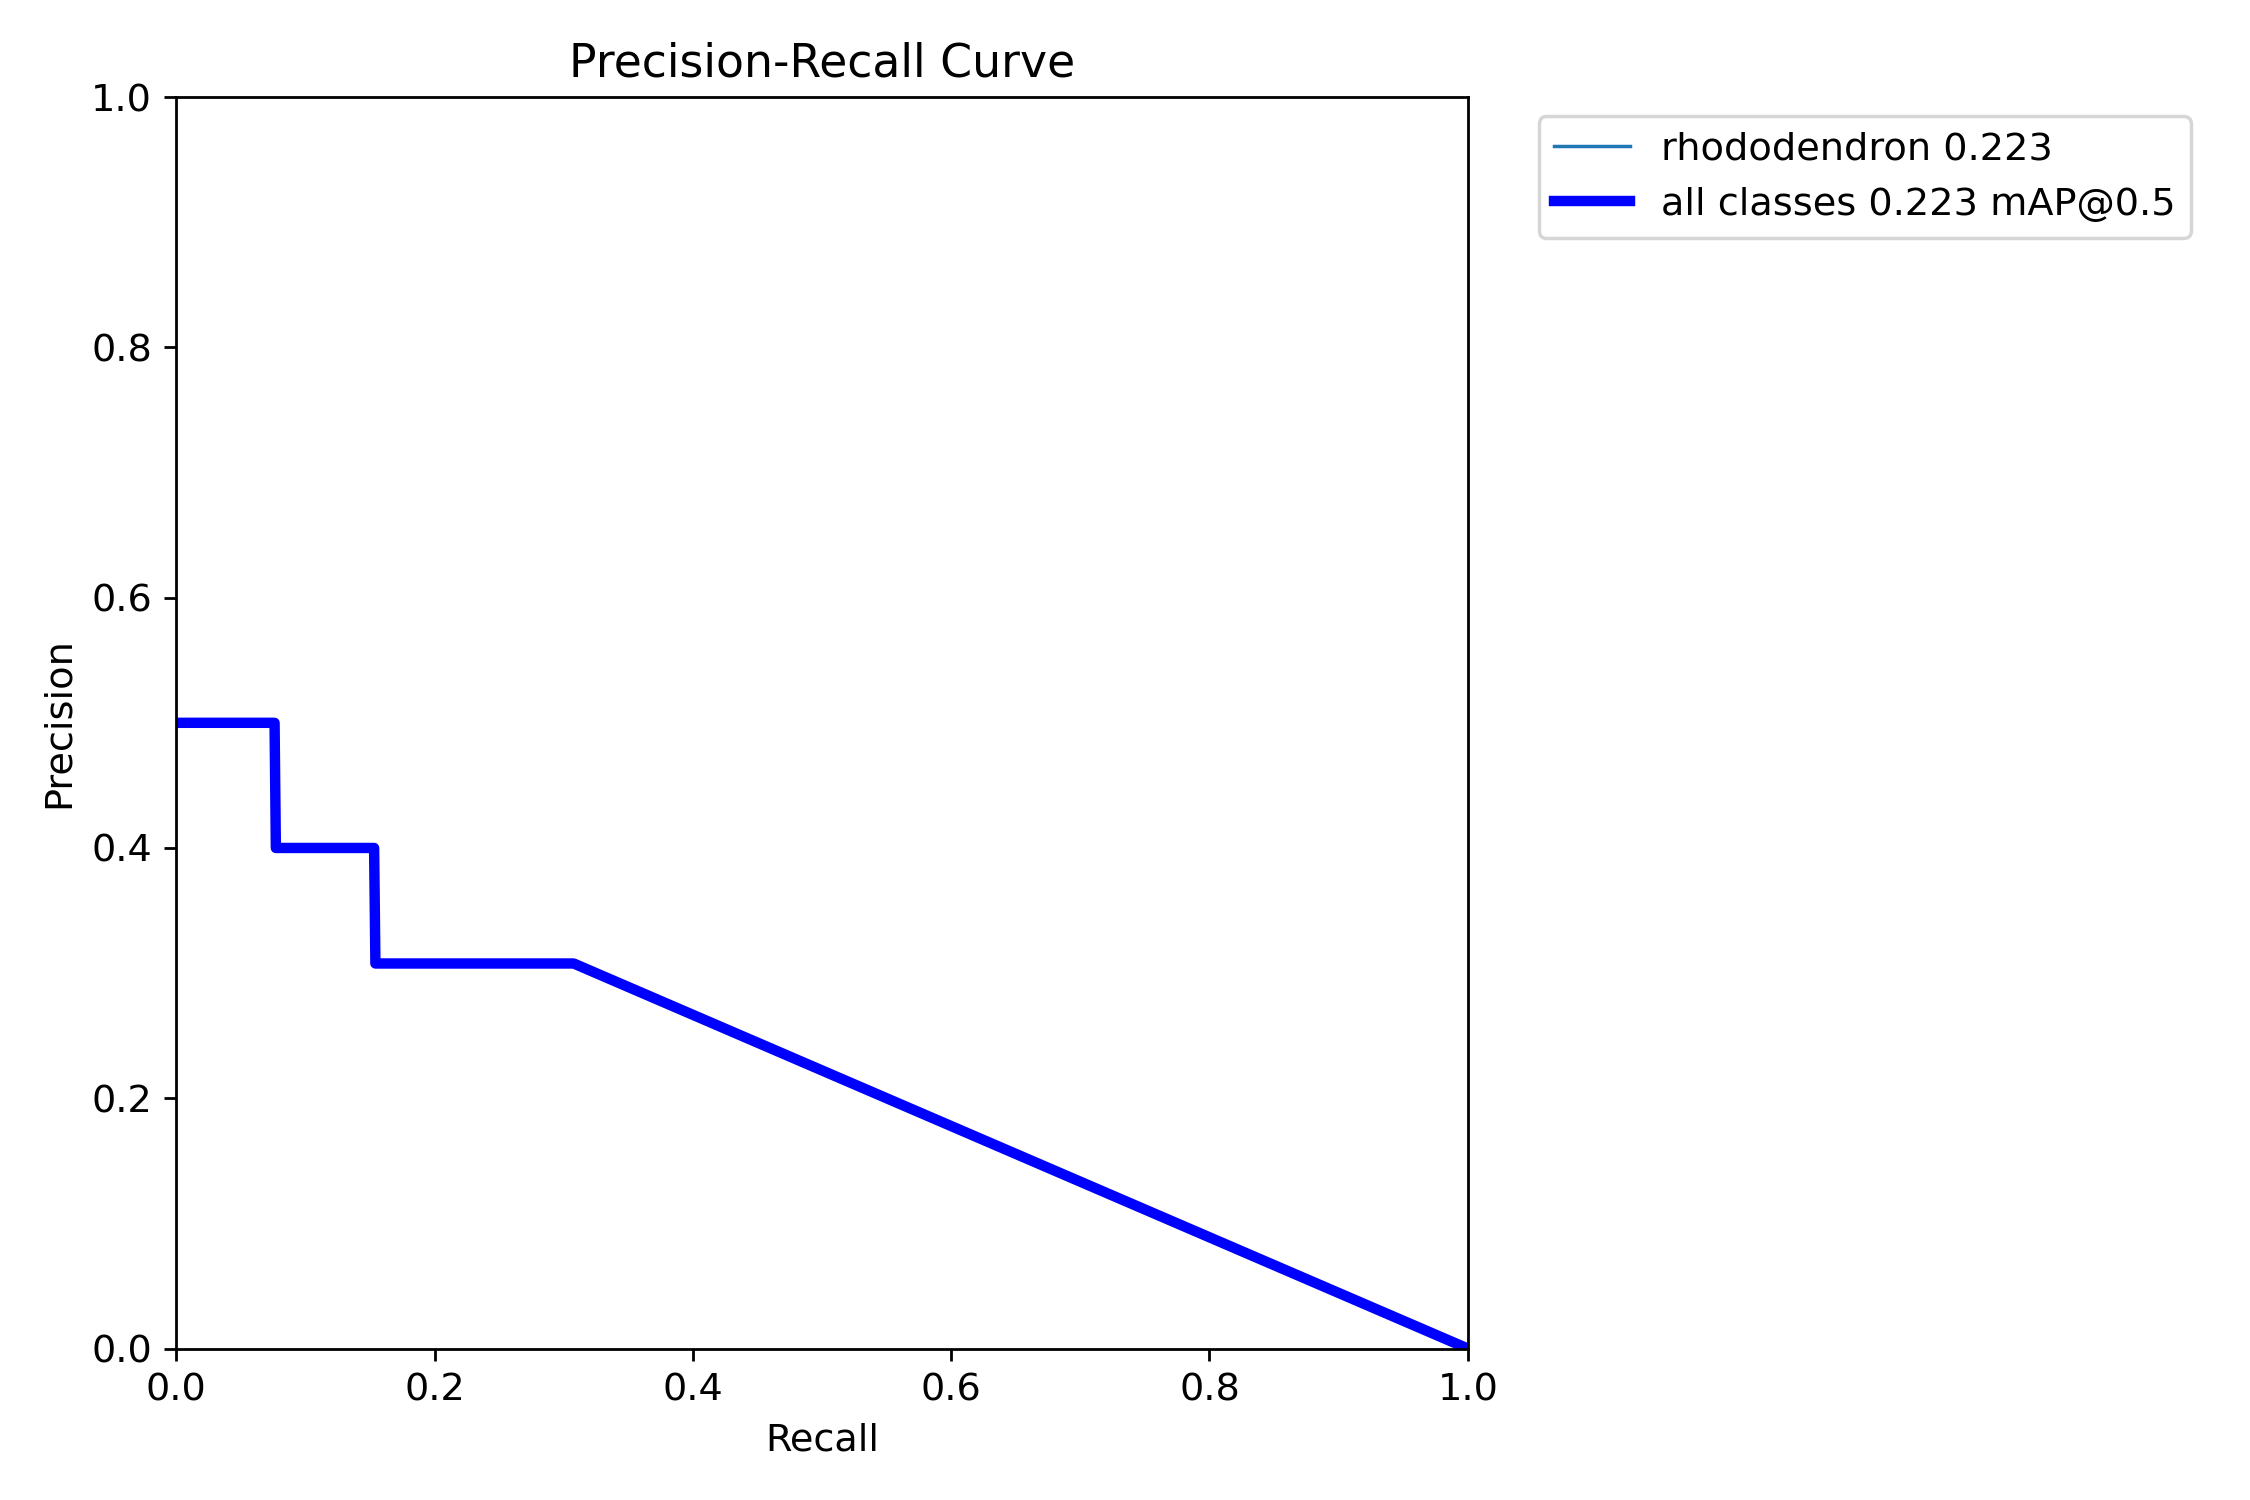 Precision-Recall Curve
1.0
0.8
0.6
0.4
0.2
0.0
Precision
0.0 0.2 0.4 0.6 0.8 1.0
Recall
rhododendron 0.223
all classes 0.223 mAP@0.5